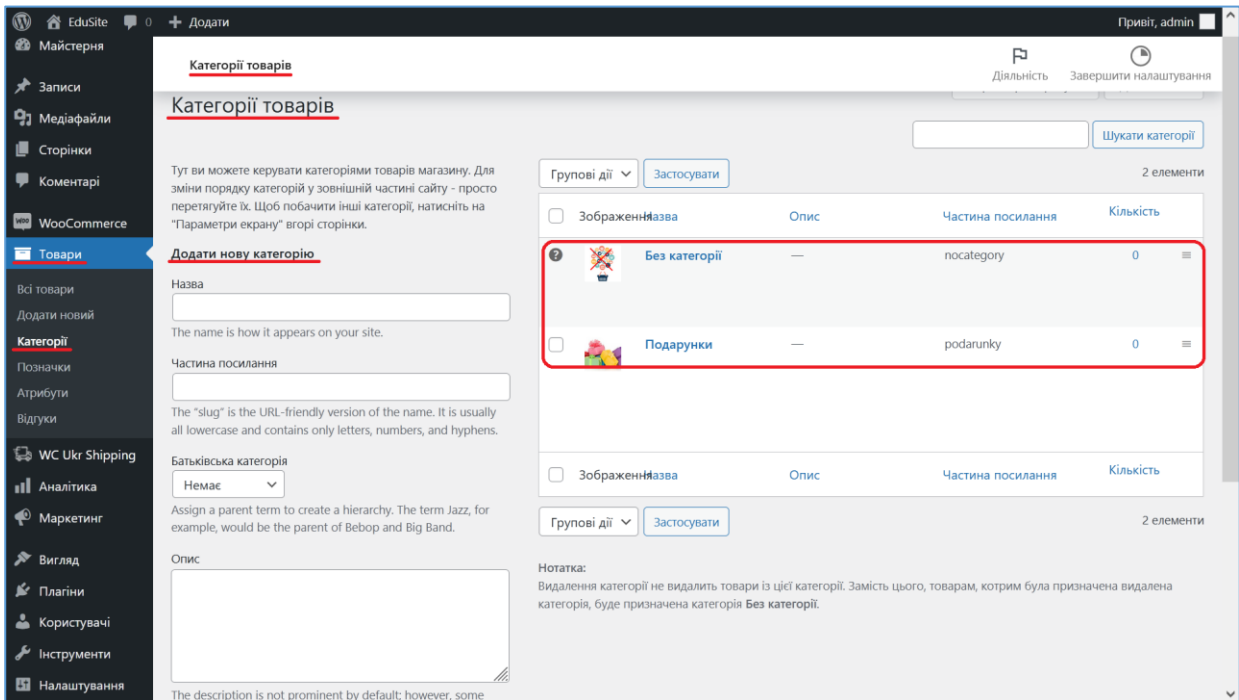 EduSite 0 Додати Привіт, admin
Майстерня
Записи
Медіафайли
Сторінки
Коментарі
WooCommerce
Товари
Всі товари
Додати новий
Категорії
Позначки
Атрибути
Відгуки
WC Ukr Shipping
Аналітика
Маркетинг
Вигляд
Плагіни
Користувачі
Інструменти
Налаштування
Категорії товарів
Діяльність
Завершити налаштування
Категорії товарів
Шукати категорії
Тут ви можете керувати категоріями товарів магазину. Для
зміни порядку категорій у зовнішній частині сайту - просто
перетягуйте їх. Щоб побачити інші категорії, натисніть на
"Параметри екрану" вгорі сторінки.
Додати нову категорію
Назва
The name is how it appears on your site.
Частина посилання
The "slug" is the URL-friendly version of the name. It is usually
all lowercase and contains only letters, numbers, and hyphens.
Батьківська категорія
Немає
Assign a parent term to create a hierarchy. The term Jazz, for
example, would be the parent of Bebop and Big Band.
Опис
The description is not prominent by default; however, some
Групові дії Застосувати 2 елементи
Зображення Назва Опис Частина посилання Кількість
Без категорії — nocategory 0
Подарунки — podarunky 0
Зображення Назва Опис Частина посилання Кількість
Групові дії Застосувати 2 елементи
Нотатка:
Видалення категорії не видалить товари із цієї категорії. Замість цього, товарам, котрим була призначена видалена
категорія, буде призначена категорія Без категорії.